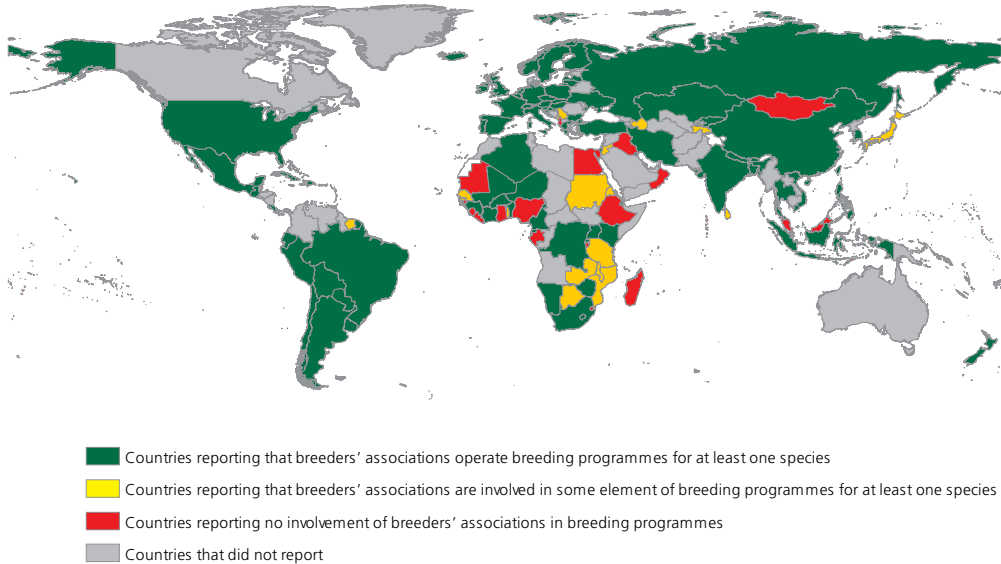 Countries reporting that breeders’ associations operate breeding programmes for at least one species
Countries reporting that breeders’ associations are involved in some element of breeding programmes for at least one species
Countries reporting no involvement of breeders’ associations in breeding programmes
Countries that did not report